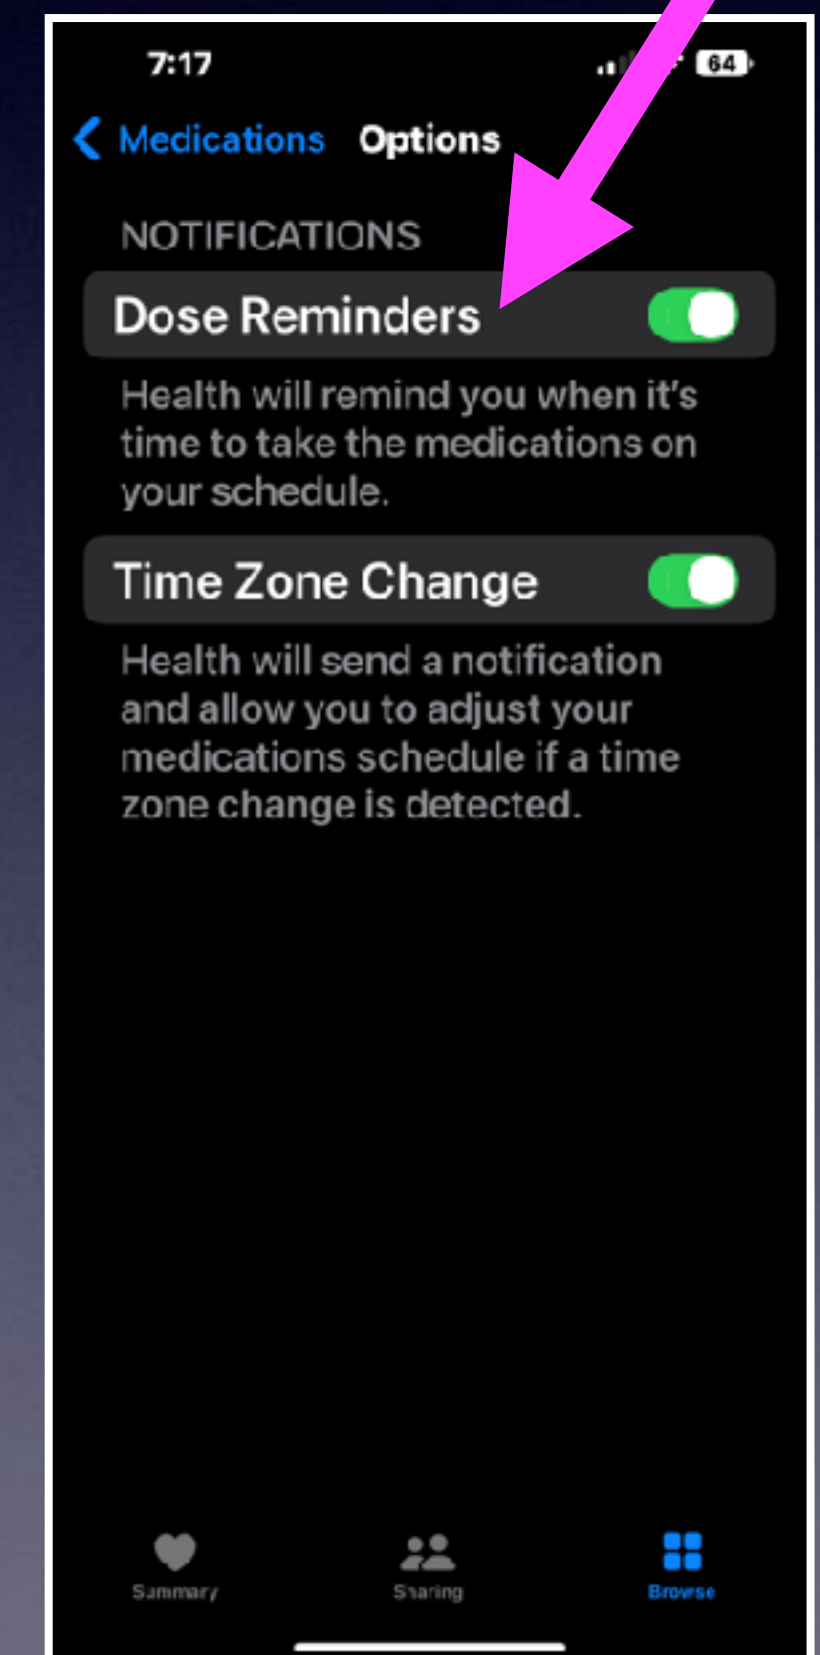 7:17
64
Medications Options
NOTIFICATIONS
Dose Reminders
Health will remind you when it's
time to take the medications on
your schedule.
Time Zone Change
Health will send a notification
and allow you to adjust your
medications schedule if a time
zone change is detected.
Summary Sharing Browse